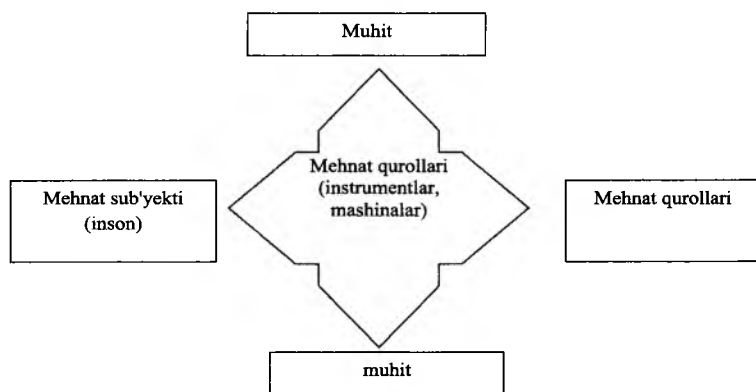 Muhit
Mehnat qurollari
(instrumentlar,
mashinalar)
Mehnat sub'yekti
(inson)
Mehnat qurollari
muhit